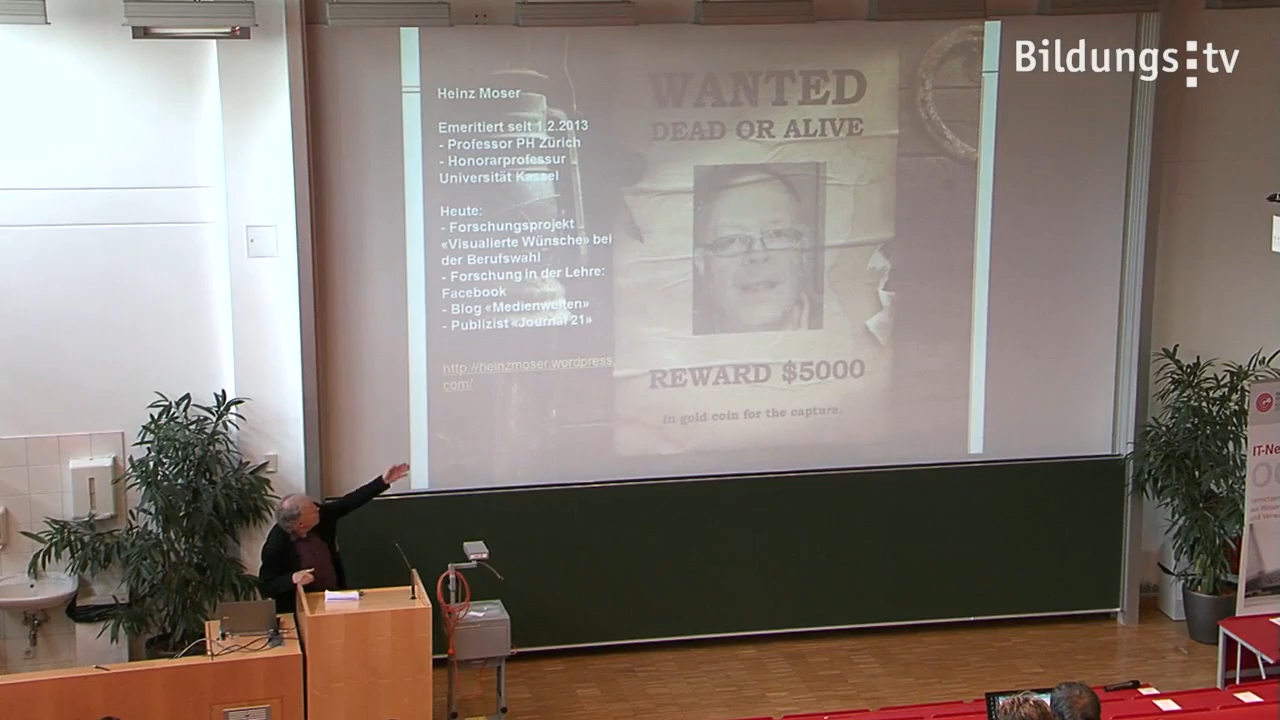 Bildungs:tv
Heinz Moser
Emeritiert seit 1.2.2013
- Professor PH Zürich
- Honorarprofessur
Universität Kassel
Heute:
- Forschungsprojekt
«Visualierte Wünsche» bei
der Berufswahl
- Forschung in der Lehre:
Facebook
- Blog «Medienwelten»
- Publizist «Journal 21»
http://heinzmoser.wordpress.
com/
WANTED
DEAD OR ALIVE
REWARD $5000
in gold coin for the capture.
IT-Ne